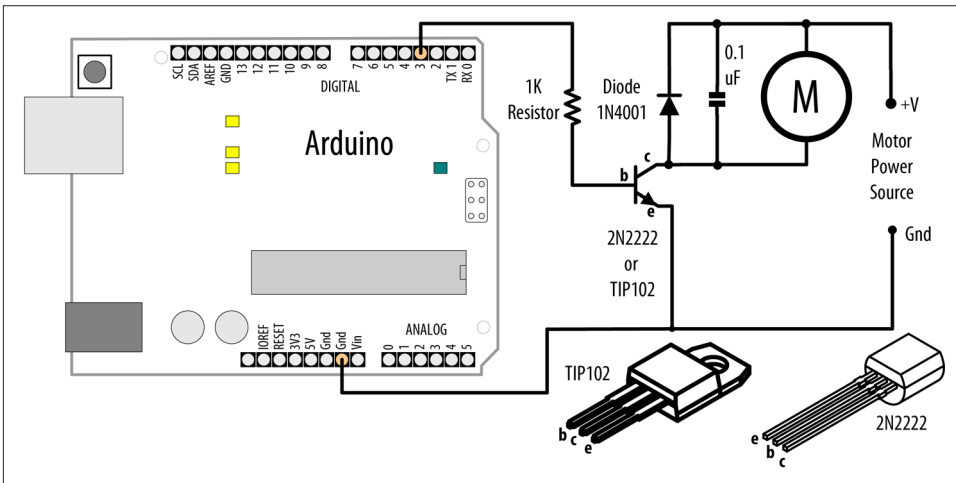 SCL
SDA
AREF
GND
13
12
11
10
9
8
7
6
5
4
3
2
TX 1
RX 0
DIGITAL
Arduino
1K
Resistor
Diode
1N4001
0.1
uF
M
+V
Motor
Power
Source
Gnd
c
b
e
2N2222
or
TIP102
IOREF
RESET
3V3
5V
Gnd
Gnd
Vin
ANALOG
0
1
2
3
4
5
TIP102
b
c
e
2N2222
e
b
c